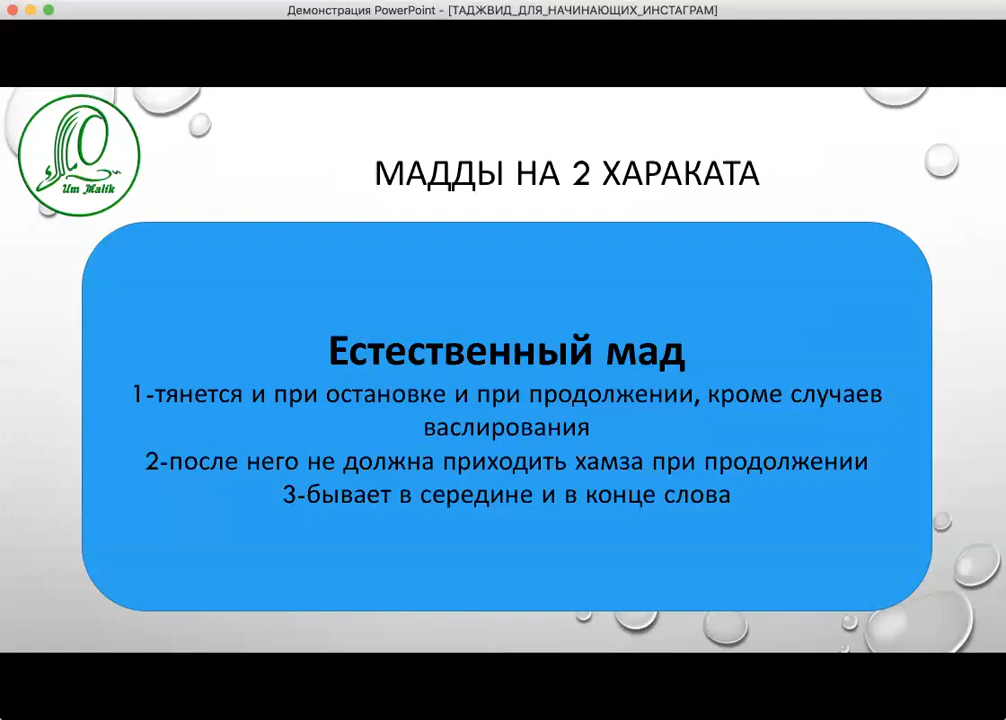 Демонстрация PowerPoint - [ТАДЖВИД_ДЛЯ_НАЧИНАЮЩИХ_ИНСТАГРАМ]
Um Malik
МАДДЫ НА 2 ХАРАКАТА
Естественный мад
1-тянется и при остановке и при продолжении, кроме случаев
васлирования
2-после него не должна приходить хамза при продолжении
3-бывает в середине и в конце слова